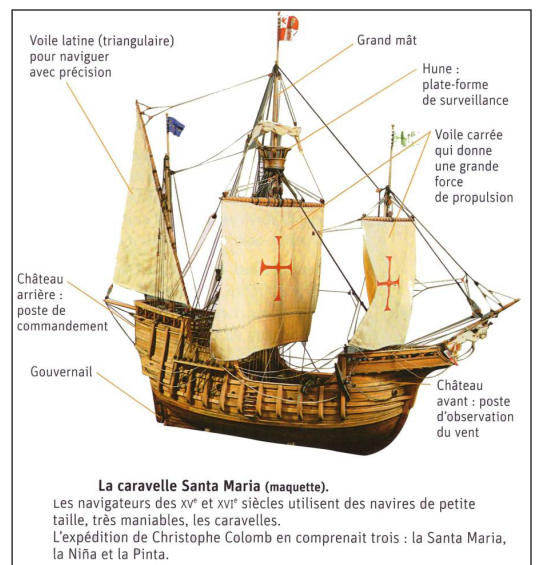 Voile latine (triangulaire)
pour naviguer
avec précision
Grand mât
Hune :
plate-forme
de surveillance
Voile carrée
qui donne
une grande
force
de propulsion
Château
arrière :
poste de
commandement
Gouvernail
Château
avant : poste
d'observation
du vent
La caravelle Santa Maria (maquette).
Les navigateurs des XVe et XVIe siècles utilisent des navires de petite
taille, très maniables, les caravelles.
L'expédition de Christophe Colomb en comprenait trois : la Santa Maria,
la Niña et la Pinta.